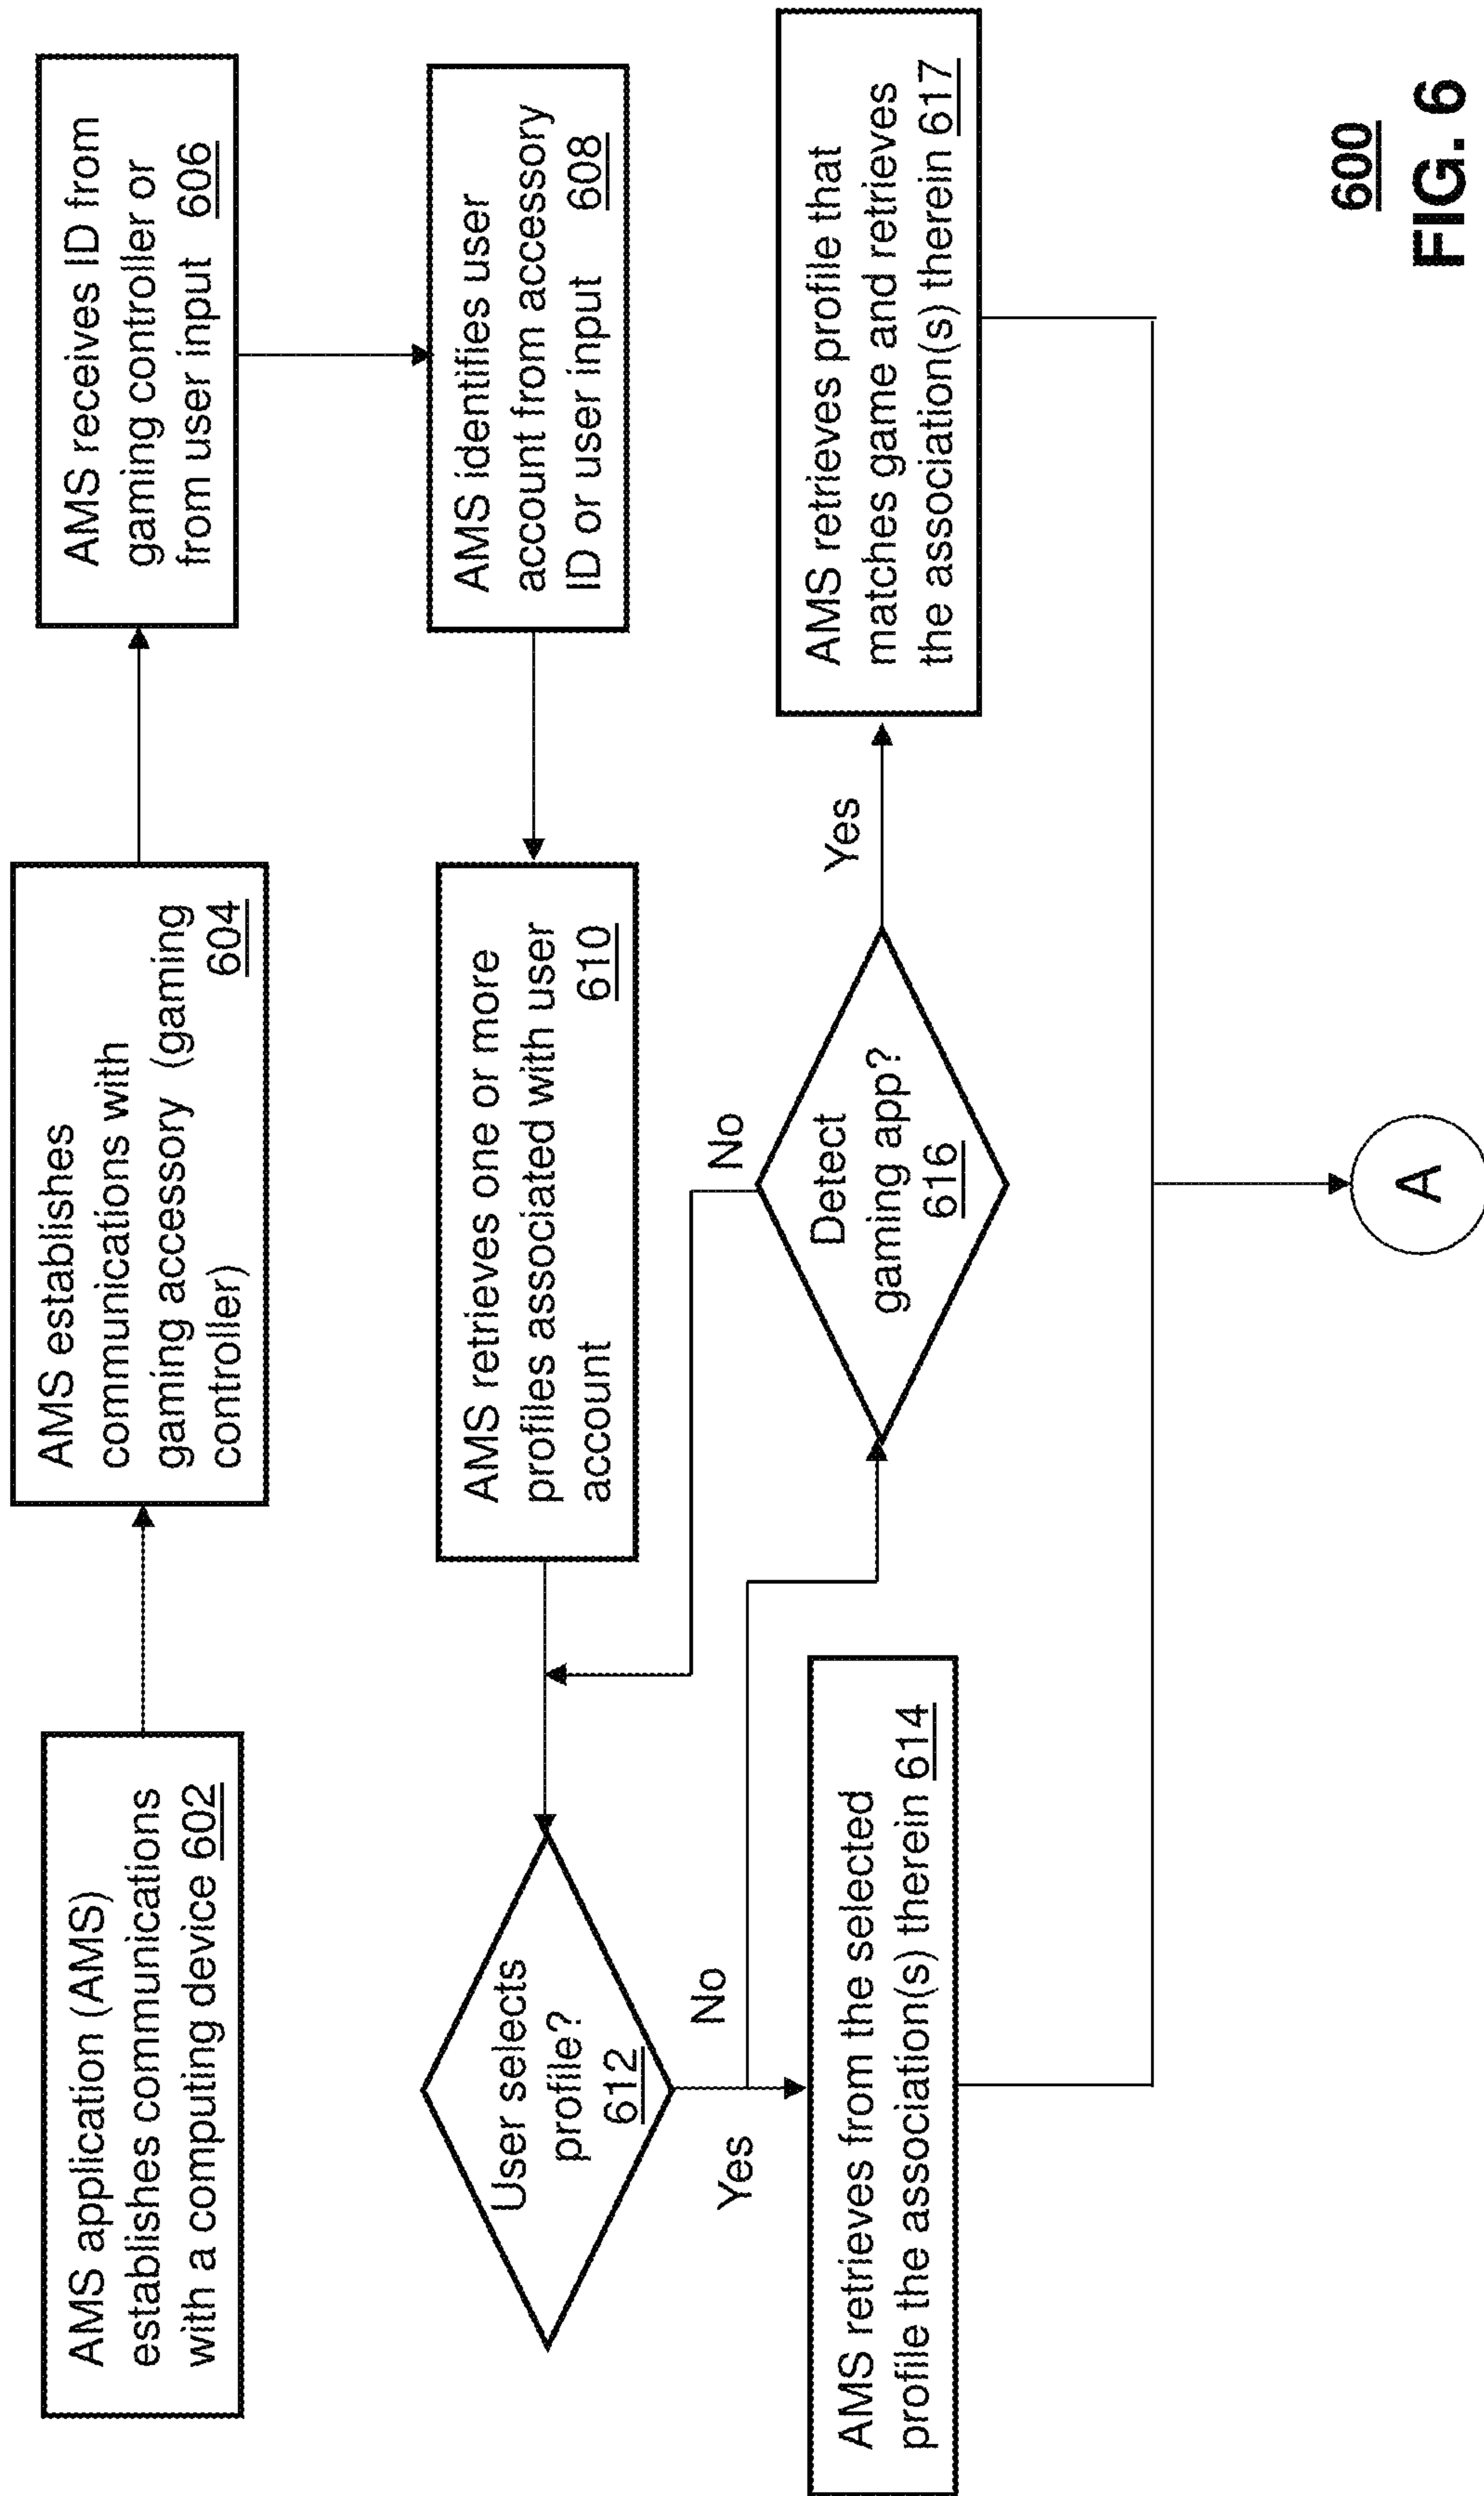 AMS application (AMS)
establishes communications
with a computing device 602
AMS establishes
communications with
gaming accessory (gaming
controller) 604
AMS receives ID from
gaming controller or
from user input 606
AMS identifies user
account from accessory
ID or user input 608
AMS retrieves one or more
profiles associated with user
account 610
User selects
profile?
612
No
Yes
AMS retrieves from the selected
profile the association(s) therein 614
No
Detect
gaming app?
616
Yes
AMS retrieves profile that
matches game and retrieves
the association(s) therein 617
A
600
FIG. 6